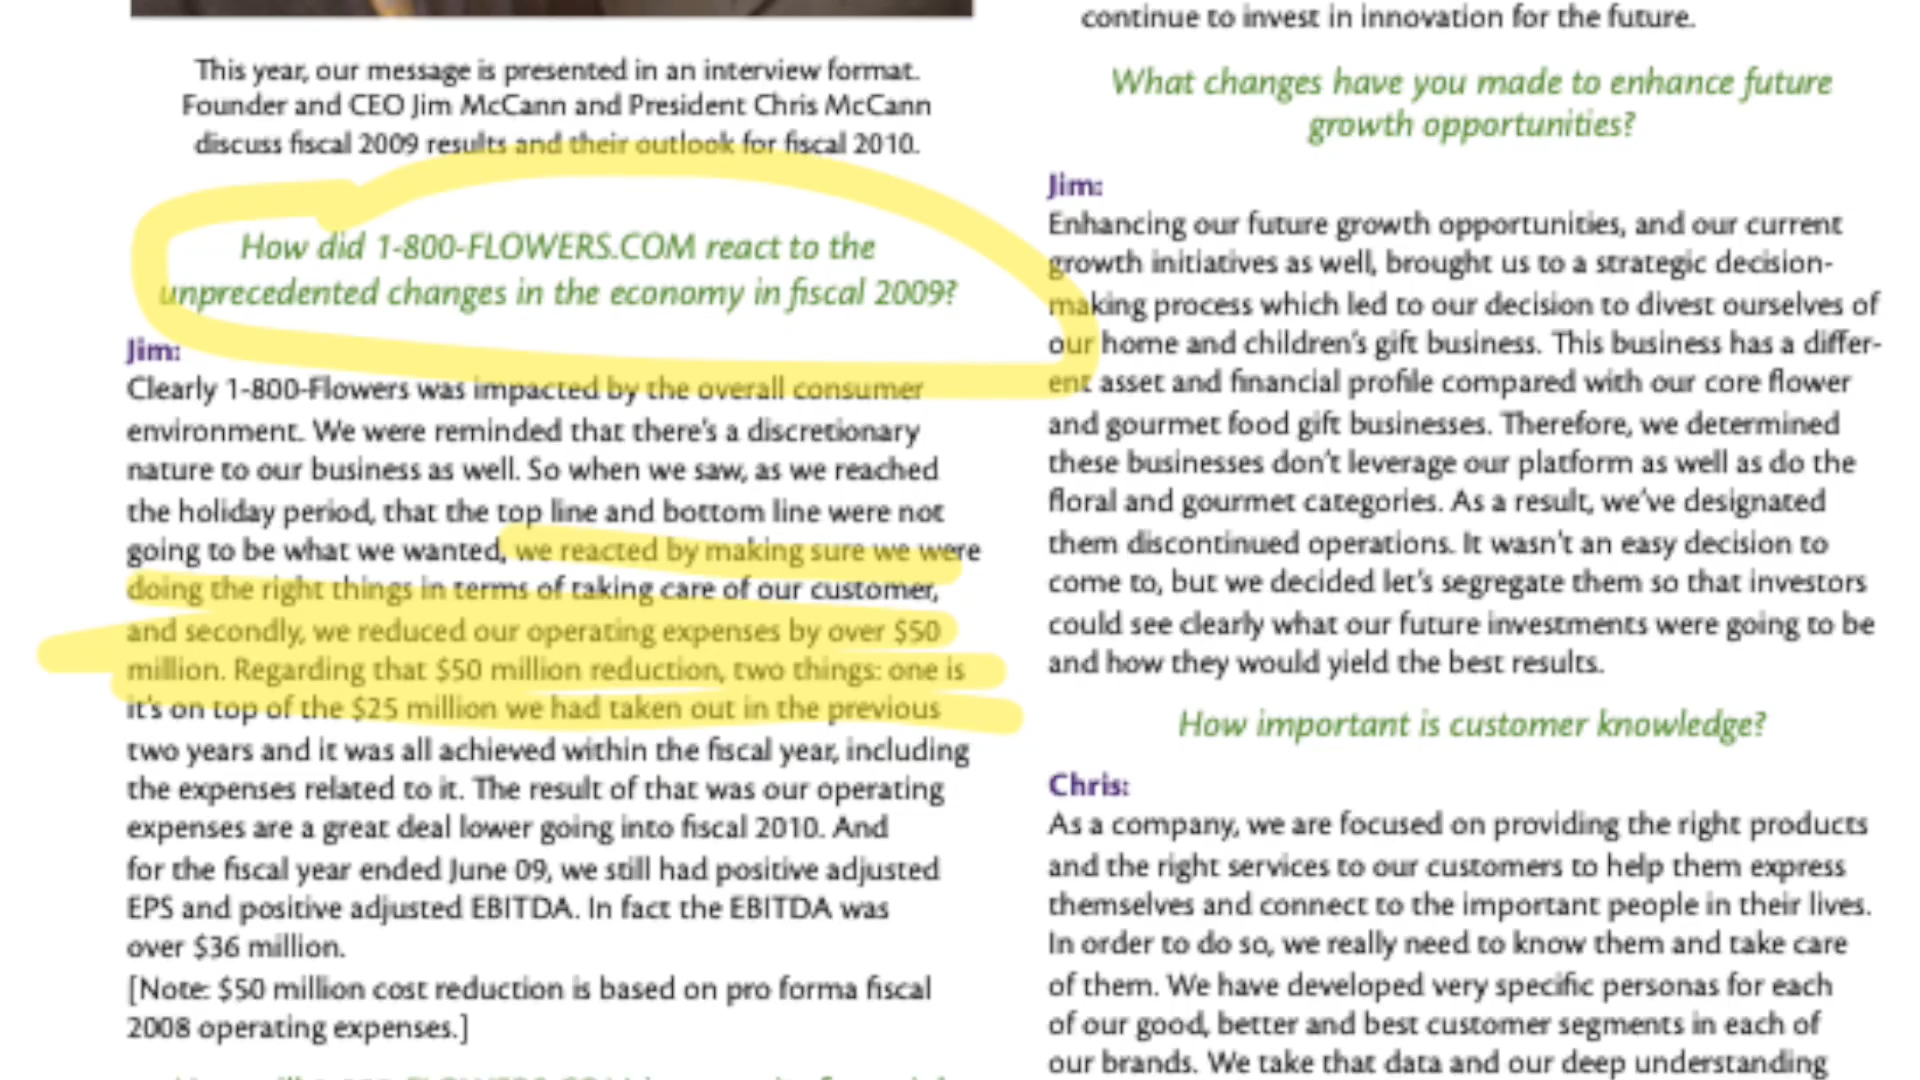 This year, our message is presented in an interview format.
Founder and CEO Jim McCann and President Chris McCann
discuss fiscal 2009 results and their outlook for fiscal 2010.
How did 1-800-FLOWERS.COM react to the
unprecedented changes in the economy in fiscal 2009?
Jim:
Clearly 1-800-Flowers was impacted by the overall consumer
environment. We were reminded that there's a discretionary
nature to our business as well. So when we saw, as we reached
the holiday period, that the top line and bottom line were not
going to be what we wanted, we reacted by making sure we were
doing the right things in terms of taking care of our customer,
and secondly, we reduced our operating expenses by over $50
million. Regarding that $50 million reduction, two things: one is
it's on top of the $25 million we had taken out in the previous
two years and it was all achieved within the fiscal year, including
the expenses related to it. The result of that was our operating
expenses are a great deal lower going into fiscal 2010. And
for the fiscal year ended June 09, we still had positive adjusted
EPS and positive adjusted EBITDA. In fact the EBITDA was
over $36 million.
[Note: $50 million cost reduction is based on pro forma fiscal
2008 operating expenses.]
continue to invest in innovation for the future.
What changes have you made to enhance future
growth opportunities?
Jim:
Enhancing our future growth opportunities, and our current
growth initiatives as well, brought us to a strategic decision-
making process which led to our decision to divest ourselves of
our home and children's gift business. This business has a differ-
ent asset and financial profile compared with our core flower
and gourmet food gift businesses. Therefore, we determined
these businesses don't leverage our platform as well as do the
floral and gourmet categories. As a result, we've designated
them discontinued operations. It wasn't an easy decision to
come to, but we decided let's segregate them so that investors
could see clearly what our future investments were going to be
and how they would yield the best results.
How important is customer knowledge?
Chris:
As a company, we are focused on providing the right products
and the right services to our customers to help them express
themselves and connect to the important people in their lives.
In order to do so, we really need to know them and take care
of them. We have developed very specific personas for each
of our good, better and best customer segments in each of
our brands. We take that data and our deep understanding